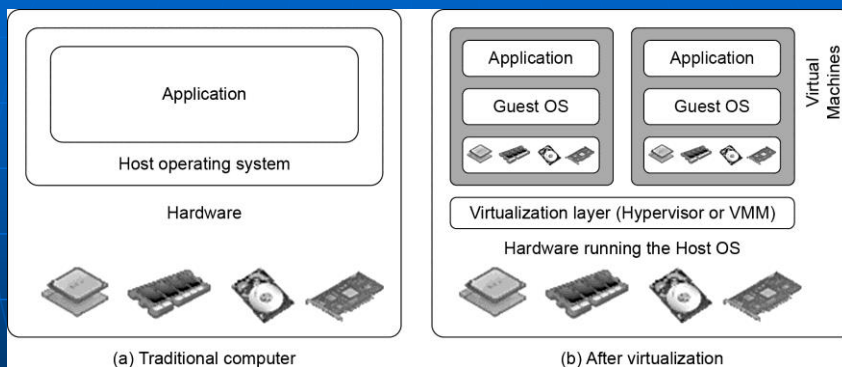 Application
Host operating system
Hardware
(a) Traditional computer
Application
Guest OS
Application
Guest OS
Virtual Machines
Virtualization layer (Hypervisor or VMM)
Hardware running the Host OS
(b) After virtualization